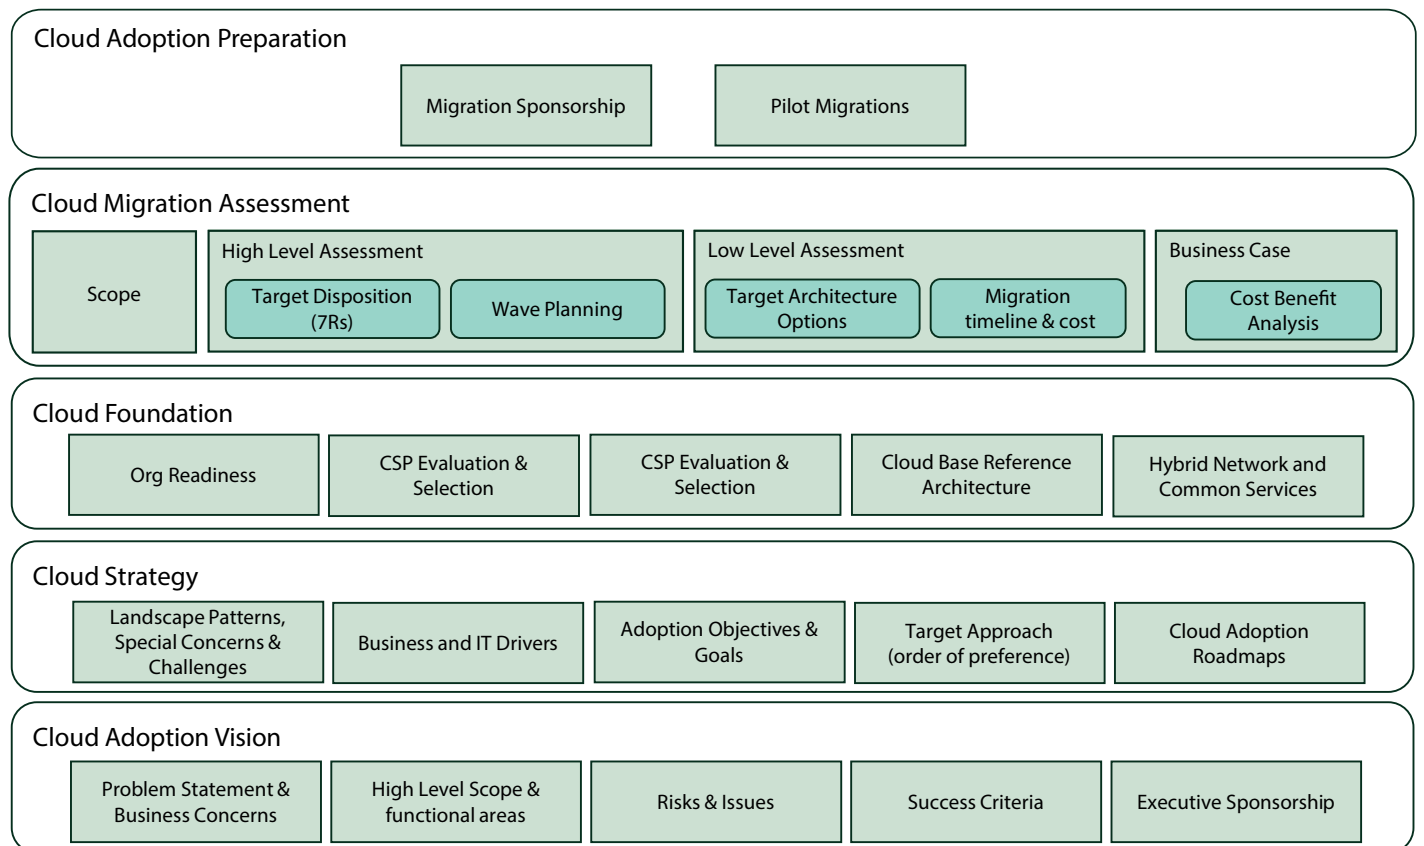 Cloud Adoption Preparation
Migration Sponsorship
Pilot Migrations
Cloud Migration Assessment
Scope
High Level Assessment
Target Disposition
(7Rs)
Wave Planning
Low Level Assessment
Target Architecture
Options
Migration
timeline & cost
Business Case
Cost Benefit
Analysis
Cloud Foundation
Org Readiness
CSP Evaluation &
Selection
CSP Evaluation &
Selection
Cloud Base Reference
Architecture
Hybrid Network and
Common Services
Cloud Strategy
Landscape Patterns,
Special Concerns &
Challenges
Business and IT Drivers
Adoption Objectives &
Goals
Target Approach
(order of preference)
Cloud Adoption
Roadmaps
Cloud Adoption Vision
Problem Statement &
Business Concerns
High Level Scope &
functional areas
Risks & Issues
Success Criteria
Executive Sponsorship